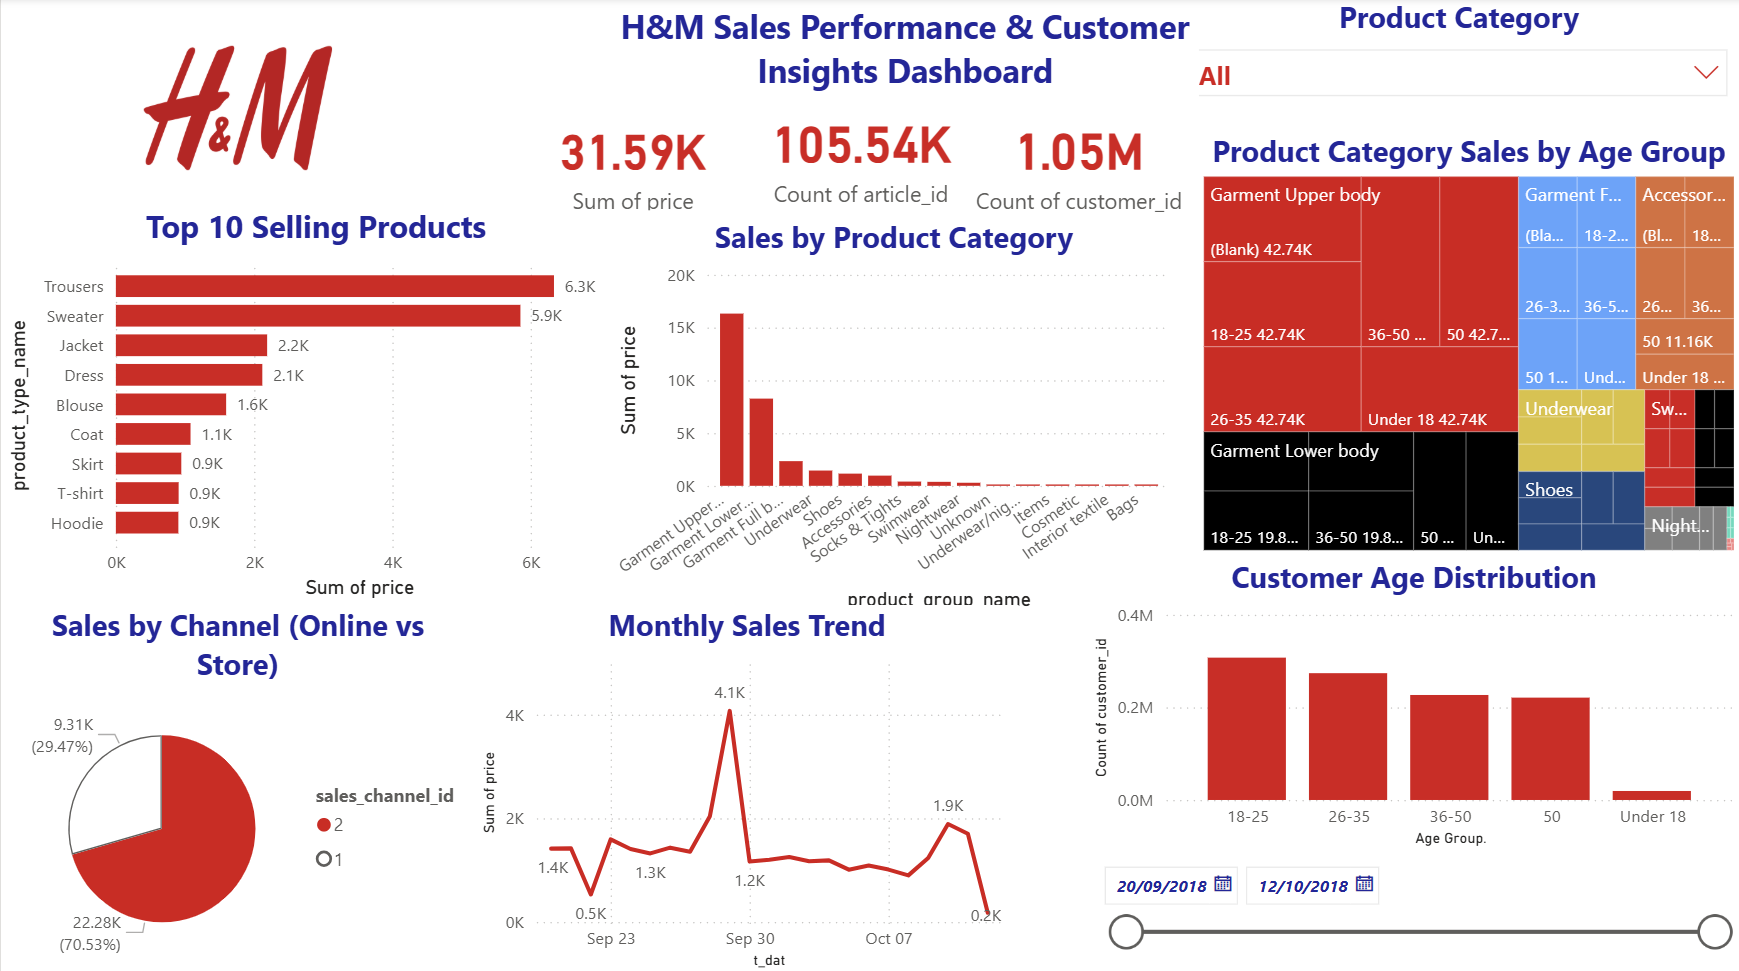 H&M
H&M Sales Performance & Customer
Insights Dashboard
Product Category
All
31.59K
Sum of price
105.54K
Count of article_id
1.05M
Count of customer_id
Top 10 Selling Products
product_type_name
Trousers
6.3K
Sweater
5.9K
Jacket
2.2K
Dress
2.1K
Blouse
1.6K
Coat
1.1K
Skirt
0.9K
T-shirt
0.9K
Hoodie
0.9K
0K 2K 4K 6K
Sum of price
Sales by Product Category
Sum of price
20K
15K
10K
5K
0K
Garment Upper...
Garment Lower...
Garment Full b...
Underwear
Shoes
Accessories
Socks & Tights
Swimwear
Nightwear
Unknown
Underwear/nig...
Items
Cosmetic
Interior textile
Bags
product_group_name
Product Category Sales by Age Group
Garment Upper body
(Blank) 42.74K
18-25 42.74K
36-50 ...
50 42.7...
26-35 42.74K
Under 18 42.74K
Garment Lower body
18-25 19.8...
36-50 19.8...
50 ...
Un...
Garment F...
(Bla...
18-2...
26-3...
36-5...
50 1...
Und...
Accessor...
(Bl...
18...
26...
36...
50 11.16K
Under 18 ...
Underwear
Shoes
Sw...
Night...
Sales by Channel (Online vs
Store)
9.31K
(29.47%)
22.28K
(70.53%)
sales_channel_id
2
1
Monthly Sales Trend
Sum of price
4K
2K
0K
1.4K
0.5K
1.3K
4.1K
1.2K
1.9K
0.2K
Sep 23 Sep 30 Oct 07
t_dat
Customer Age Distribution
Count of customer_id
0.4M
0.2M
0.0M
18-25 26-35 36-50 50 Under 18
Age Group.
20/09/2018 12/10/2018